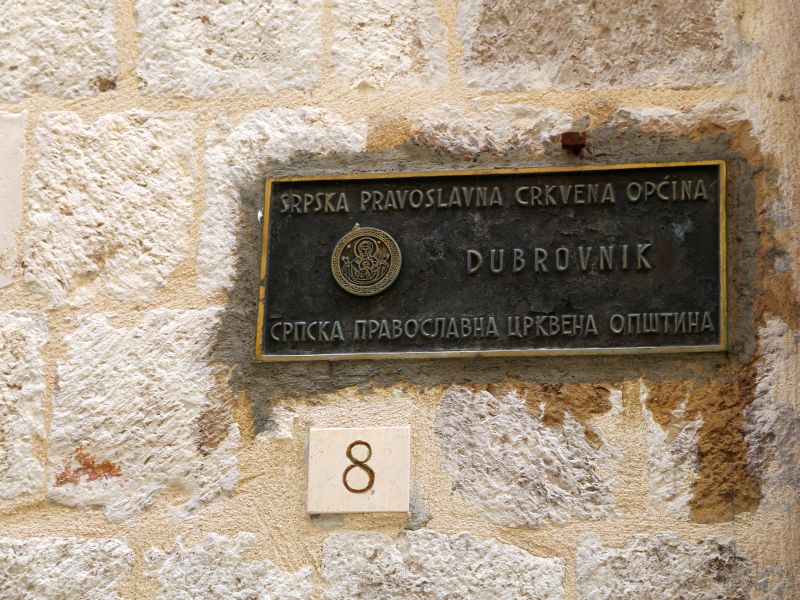 SRPSKA PRAVOSLAVNA CRKVENA OPĆINA
DUBROVNIK
СРПСКА ПРАВОСЛАВНА ЦРКВЕНА ОПШТИНА
8